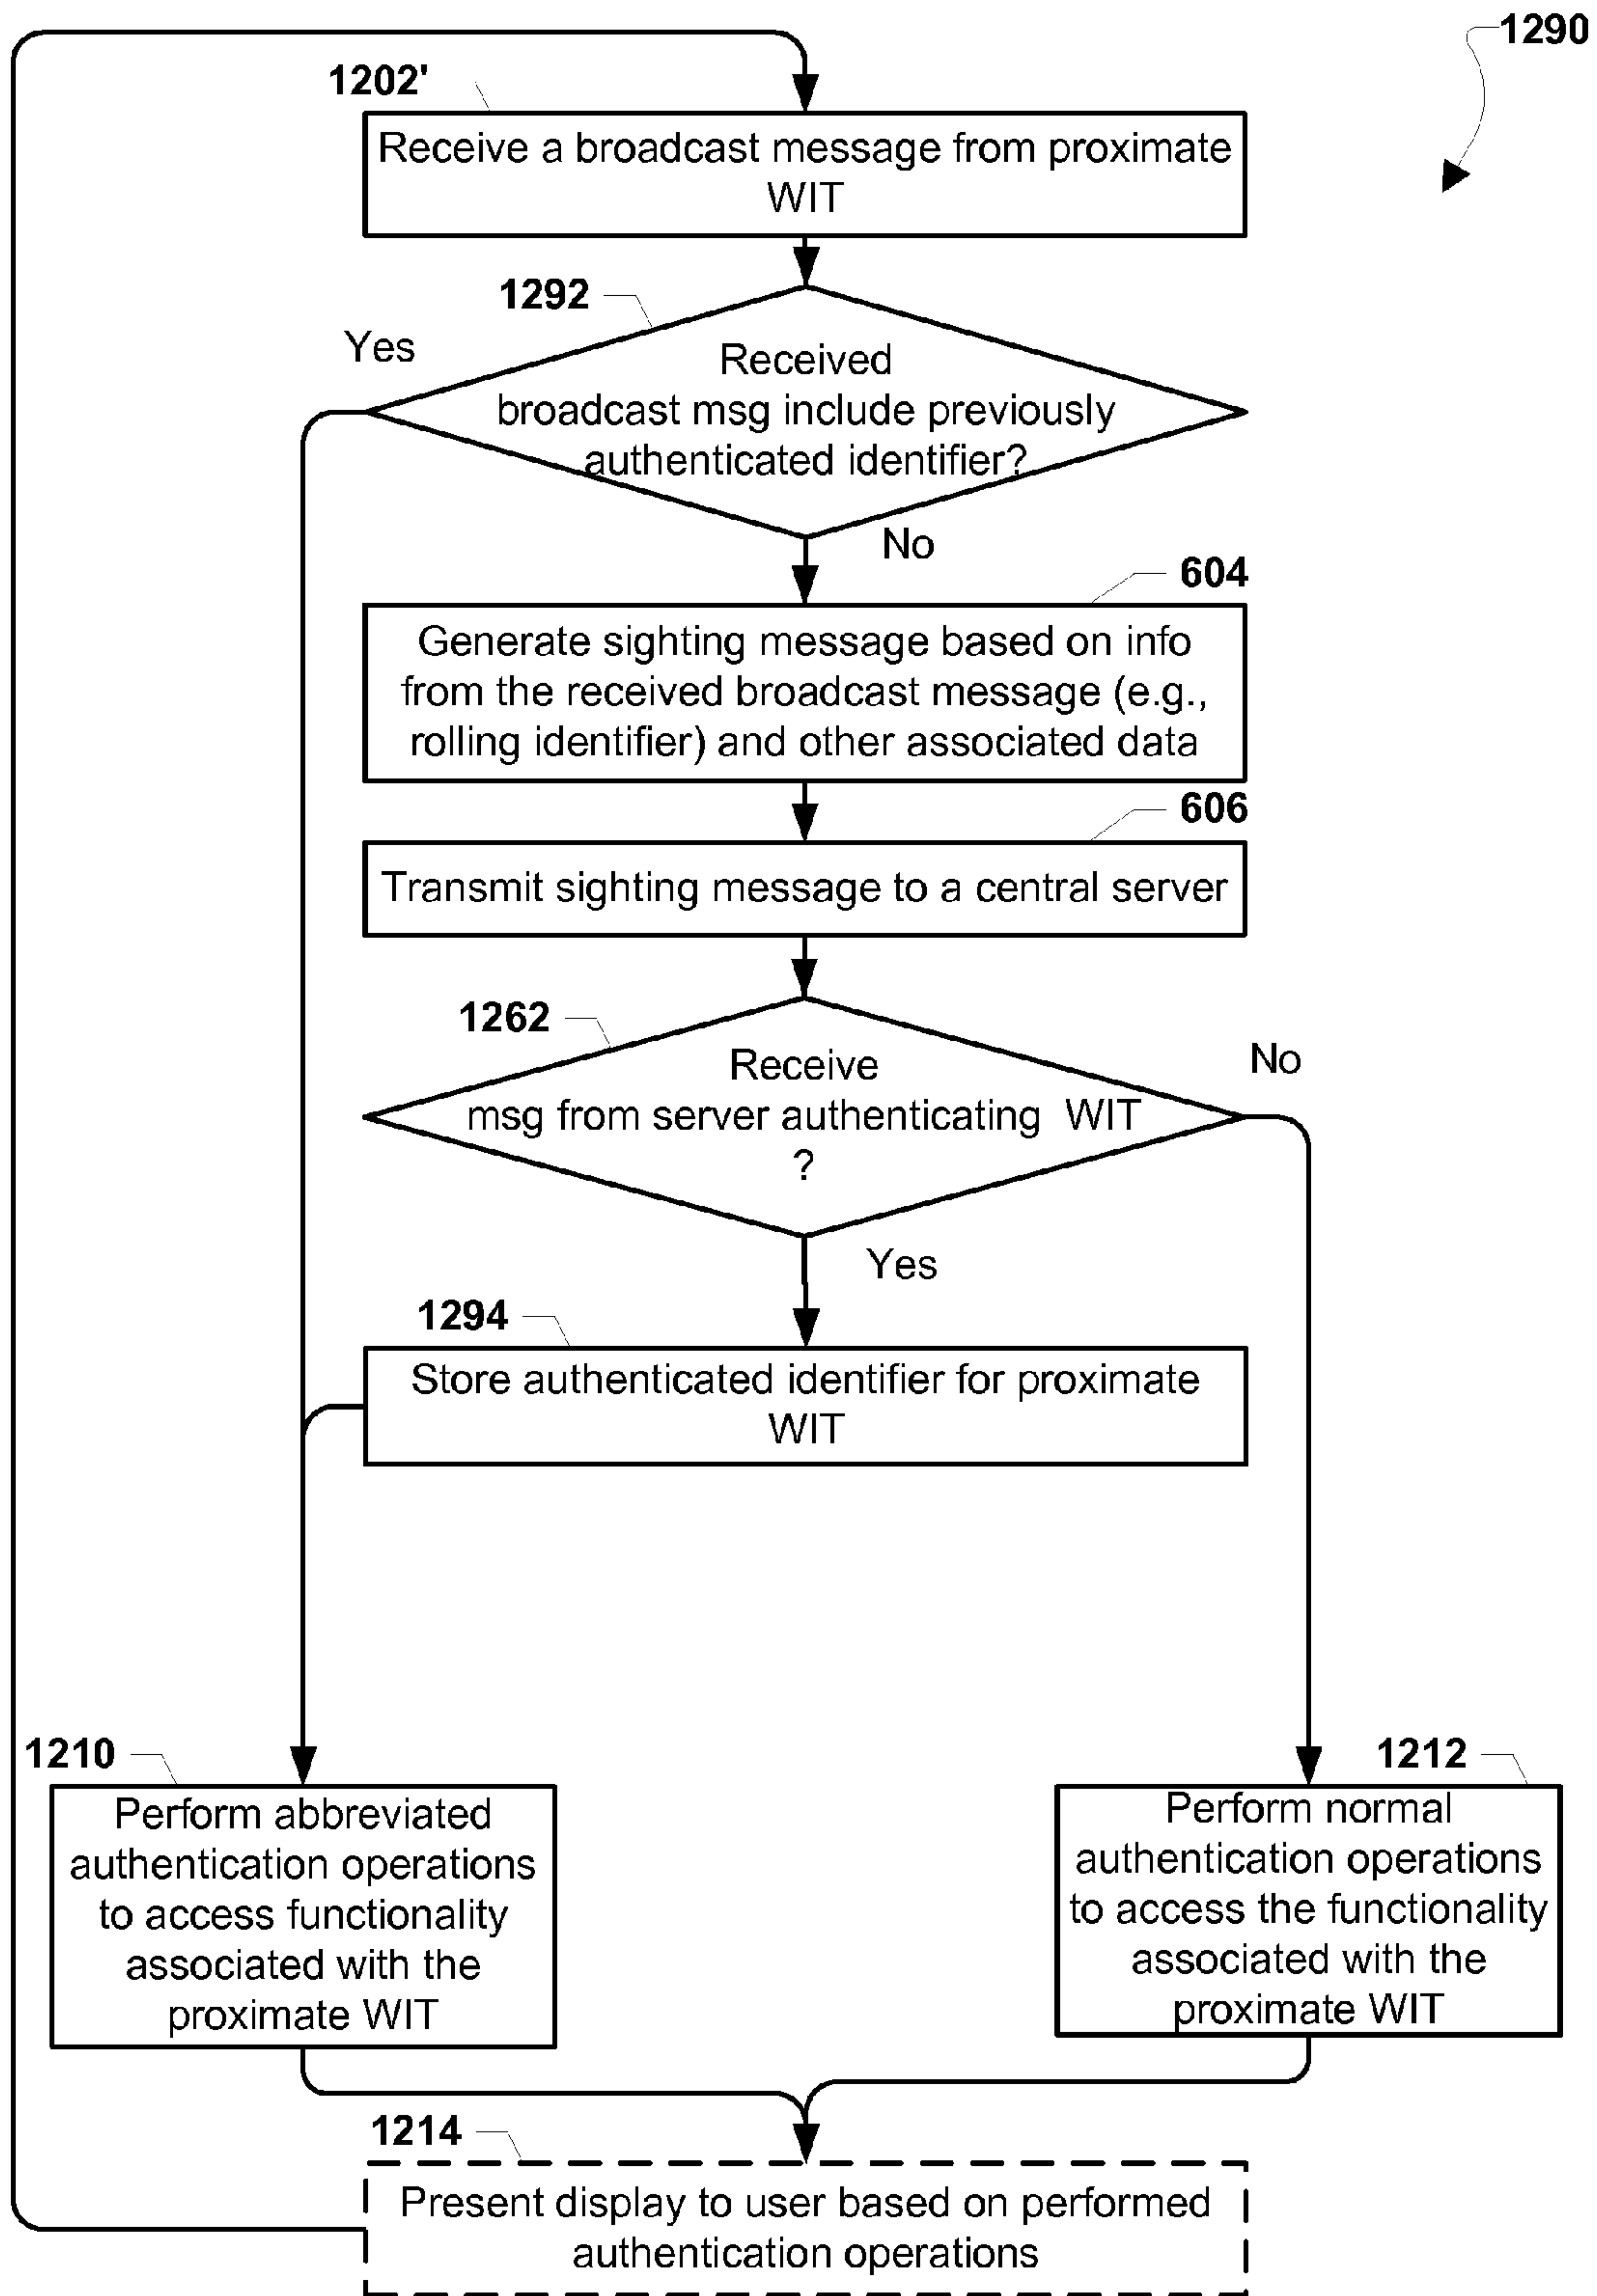 1290
1202'
Receive a broadcast message from proximate
WIT
1292
Yes
Received
broadcast msg include previously
authenticated identifier?
No
604
Generate sighting message based on info
from the received broadcast message (e.g.,
rolling identifier) and other associated data
606
Transmit sighting message to a central server
1262
No
Receive
msg from server authenticating WIT
?
Yes
1294
Store authenticated identifier for proximate
WIT
1210
Perform abbreviated
authentication operations
to access functionality
associated with the
proximate WIT
1212
Perform normal
authentication operations
to access the functionality
associated with the
proximate WIT
1214
Present display to user based on performed
authentication operations